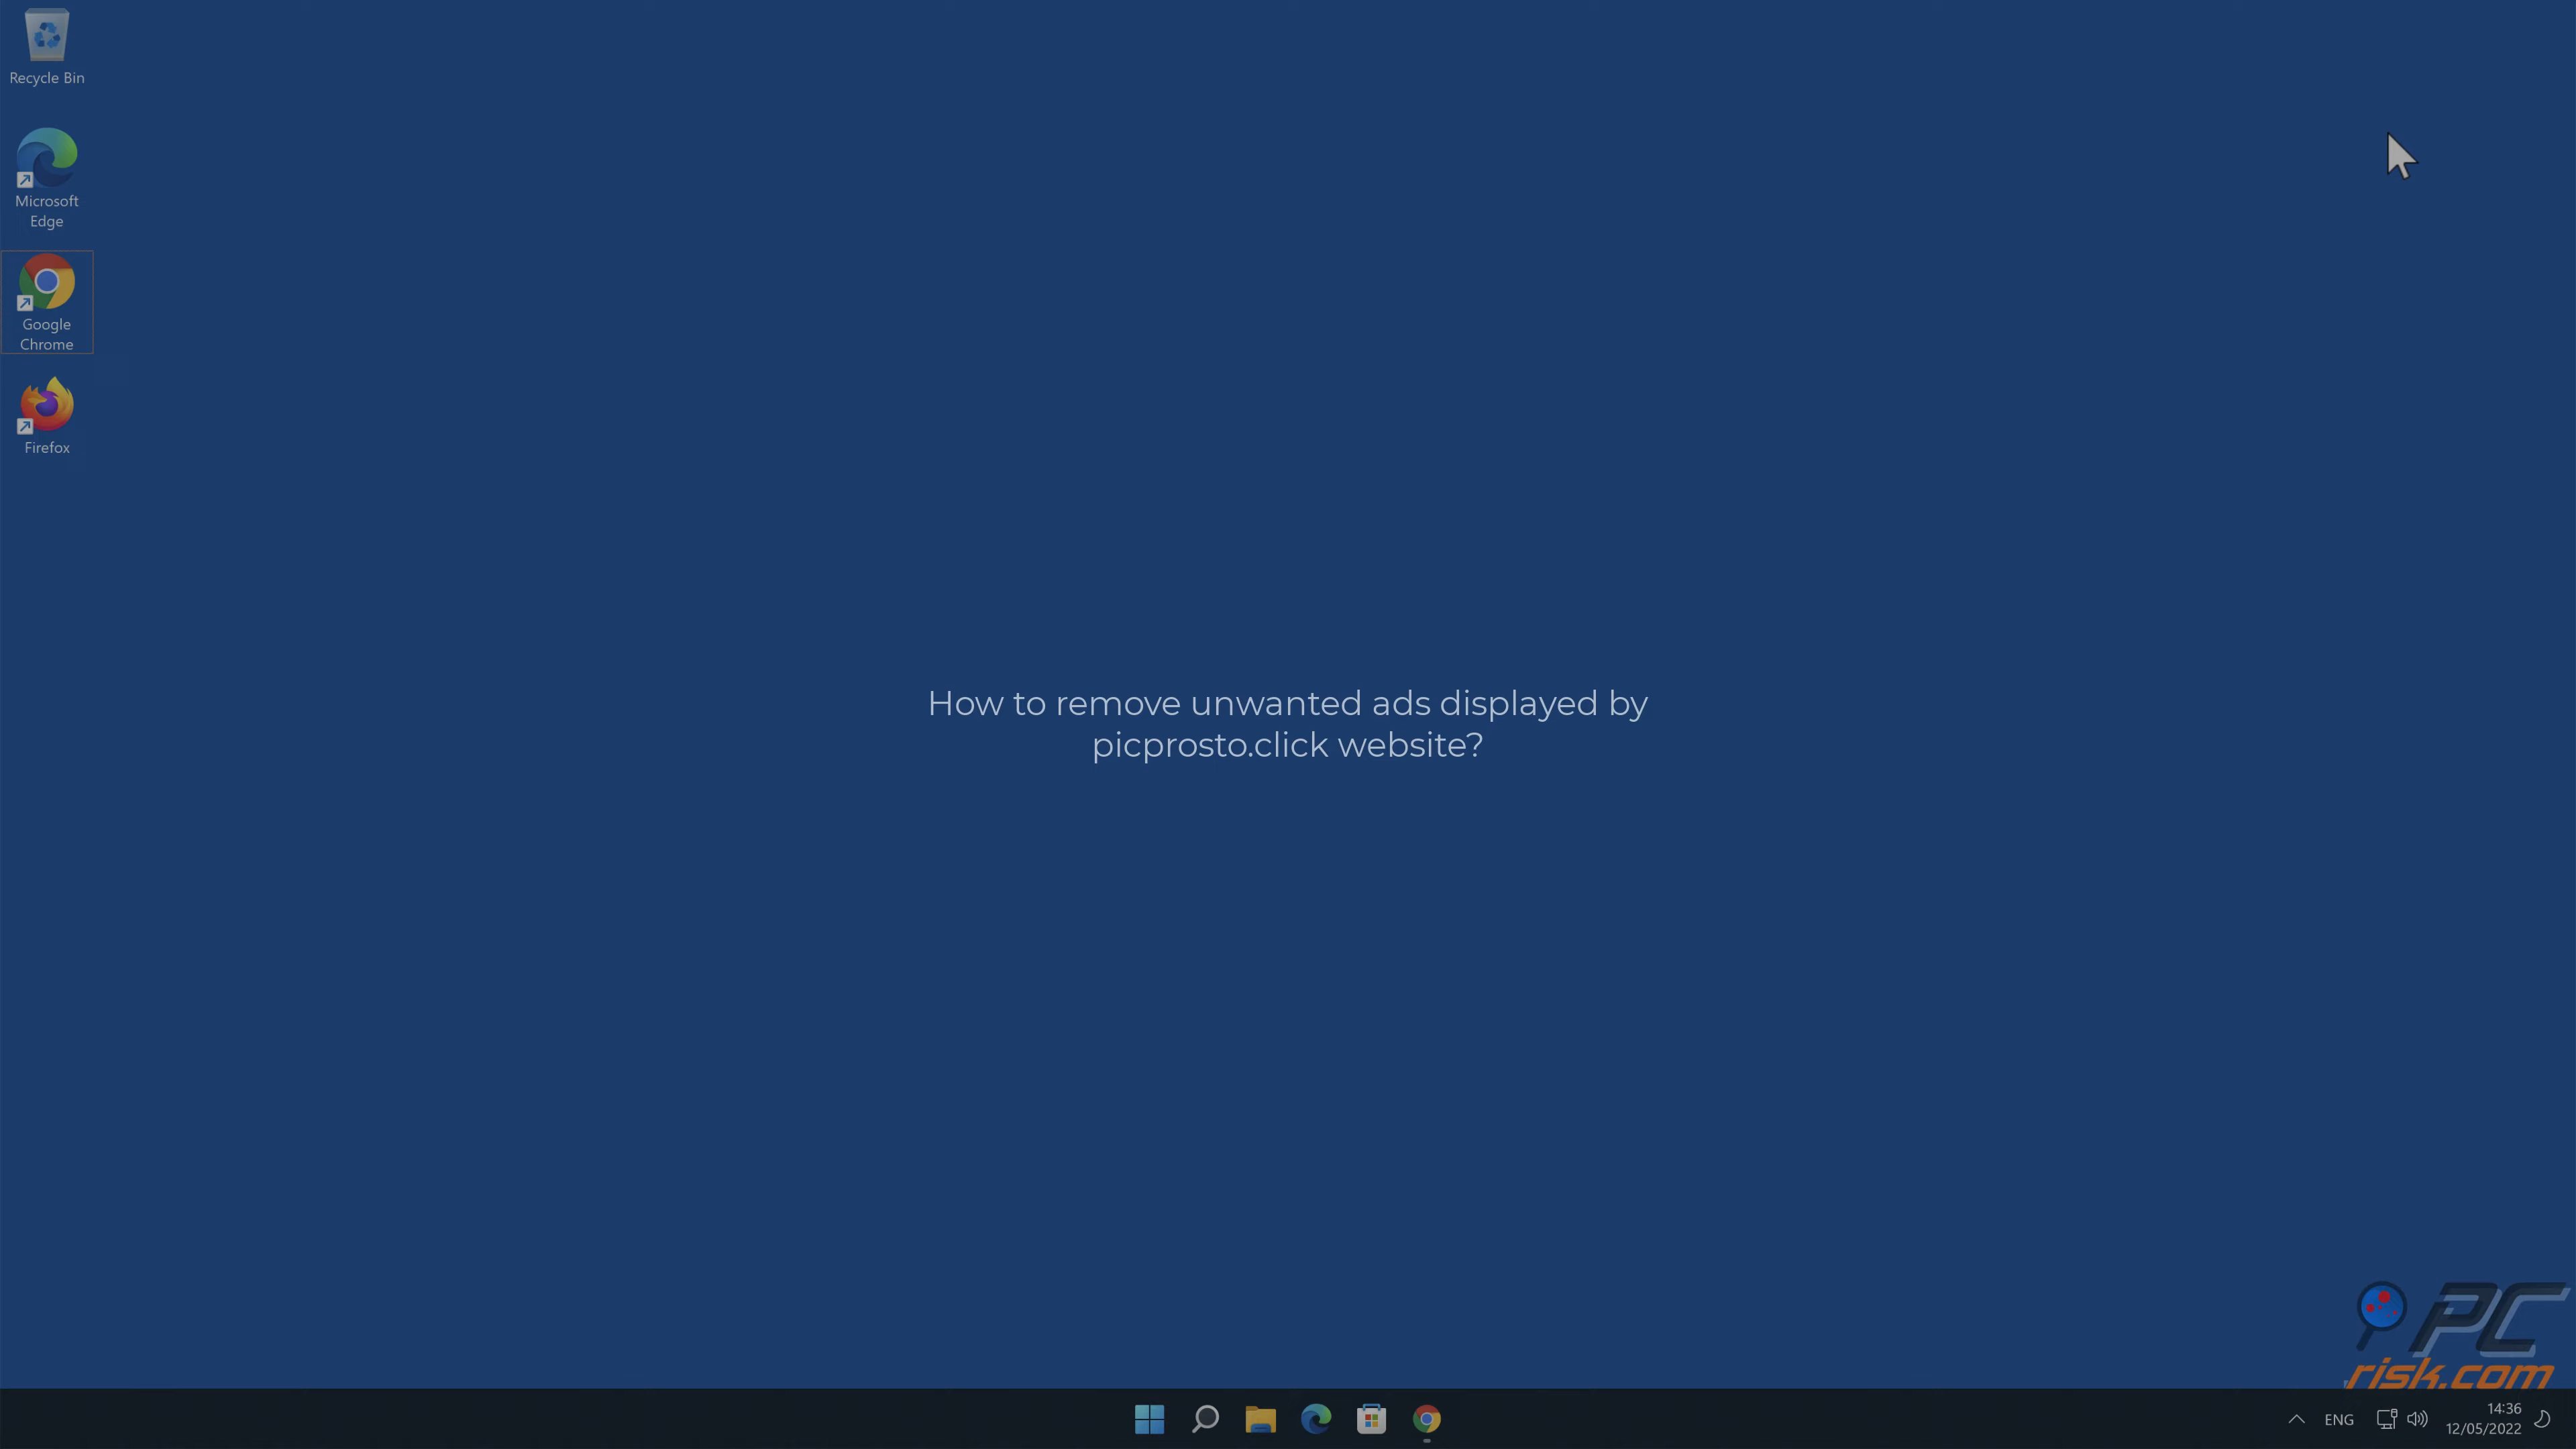 Recycle Bin
Microsoft
Edge
Google
Chrome
Firefox
How to remove unwanted ads displayed by
picprosto.click website?
PC
risk.com
ENG
14:36
12/05/2022